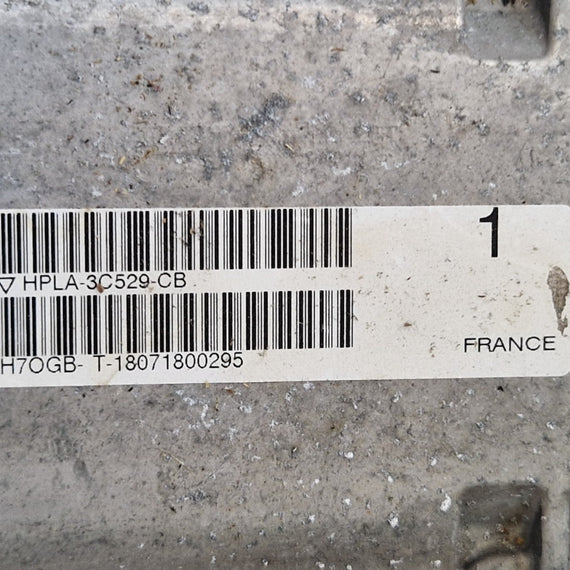 1
▽ HPLA-3C529-CB
H7OGB- T-18071800295
FRANCE